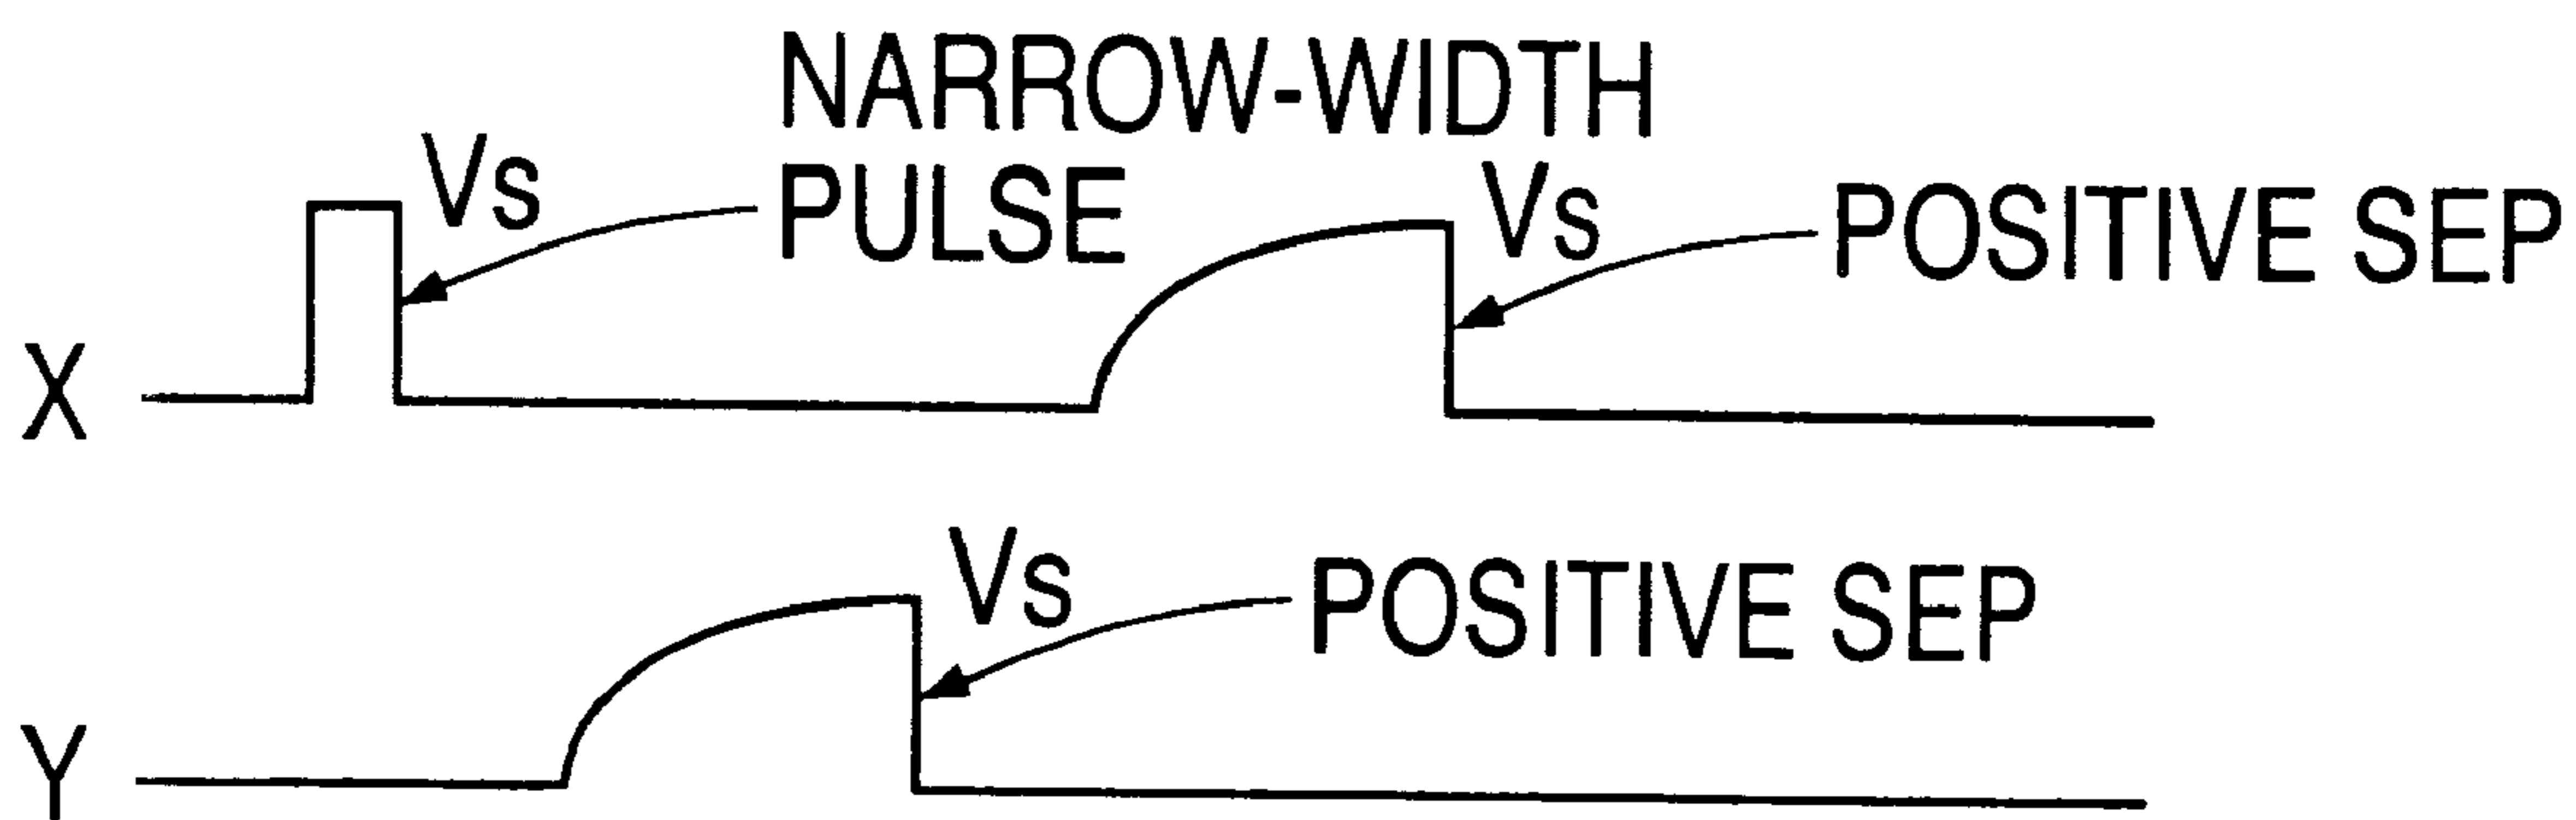 NARROW-WIDTH
Vs PULSE
Vs POSITIVE SEP
X
Vs POSITIVE SEP
Y